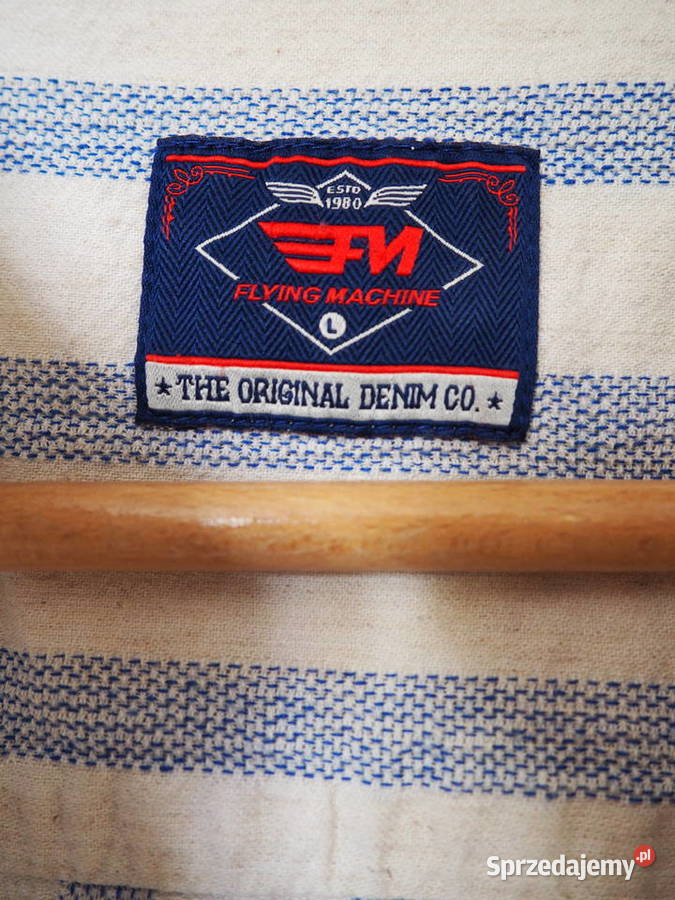 ESTD
1980
FM
FLYING MACHINE
L
★ THE ORIGINAL DENIM CO. ★
Sprzedajemy.pl